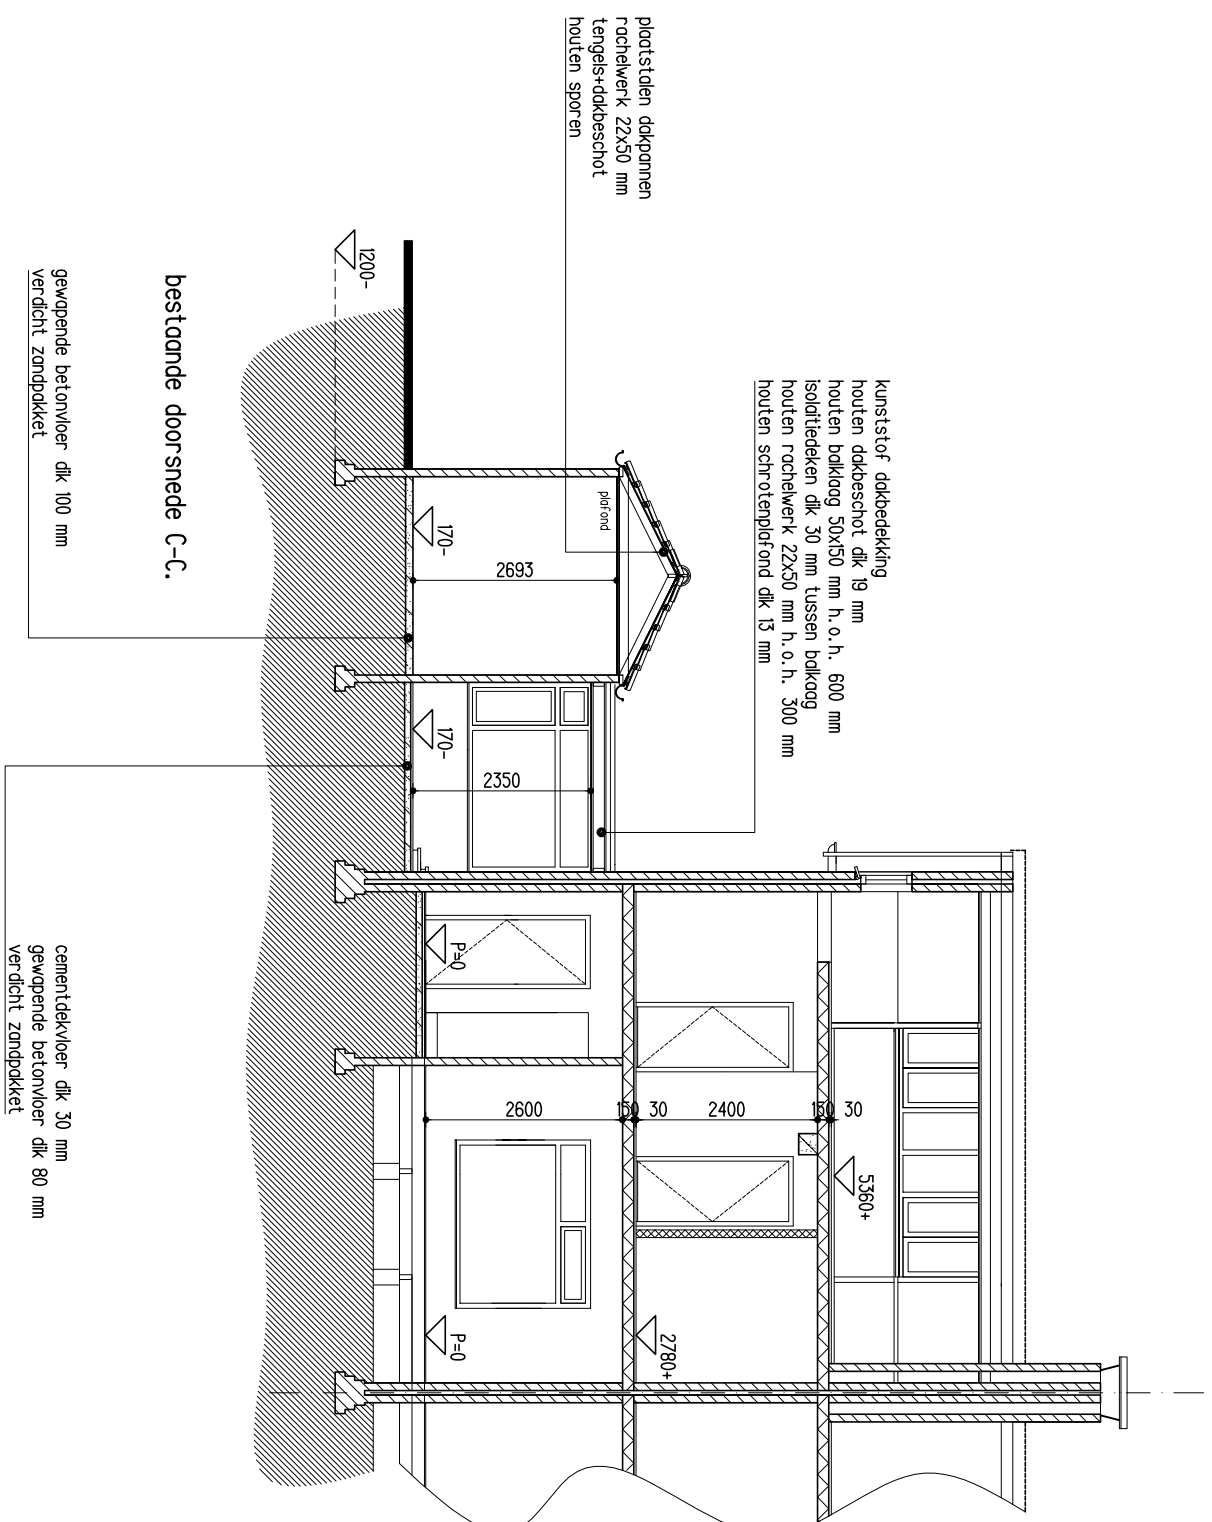 plaatstalen dakpannen
rachelwerk 22x50 mm
tengels+dakbeschot
houten sporen
kunststof dakbedekking
houten dakbeschot dik 19 mm
houten balklaag 50x150 mm h.o.h. 600 mm
isolaitiedeken dik 30 mm tussen balkaag
houten rachelwerk 22x50 mm h.o.h. 300 mm
houten schrotenplafond dik 13 mm
plafond
1200-
170-
2693
170-
2350
P=0
2600
150 30
2400
150 30
5360+
2780+
P=0
bestaande doorsnede C-C.
gewapende betonvloer dik 100 mm
verdicht zandpakket
cementdekvloer dik 30 mm
gewapende betonvloer dik 80 mm
verdicht zandpakket